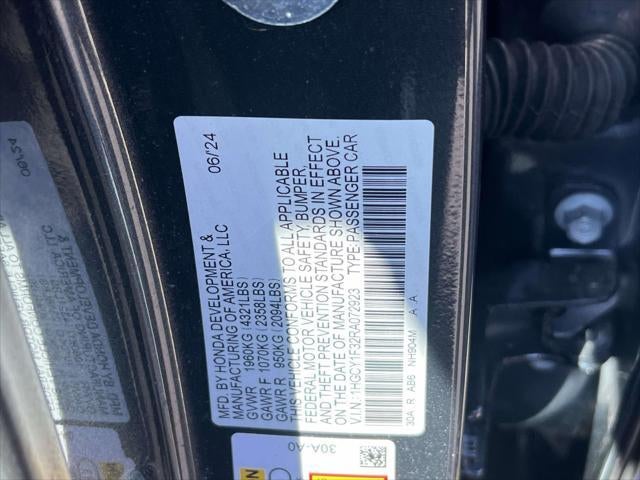 MFD. BY HONDA DEVELOPMENT & 06/24
MANUFACTURING OF AMERICA, LLC
GVWR 1960KG(4321LBS)
GAWR F 1070KG(2358LBS)
GAWR R 950KG(2094LBS)
THIS VEHICLE CONFORMS TO ALL APPLICABLE
FEDERAL MOTOR VEHICLE SAFETY BUMPER,
AND THEFT PREVENTION STANDARDS IN EFFECT
ON THE DATE OF MANUFACTURE SHOWN ABOVE.
V.I.N.:1HGCY1F32RA072923 TYPE:PASSENGER CAR
30A R AB6 NH904M A A
30A-A0